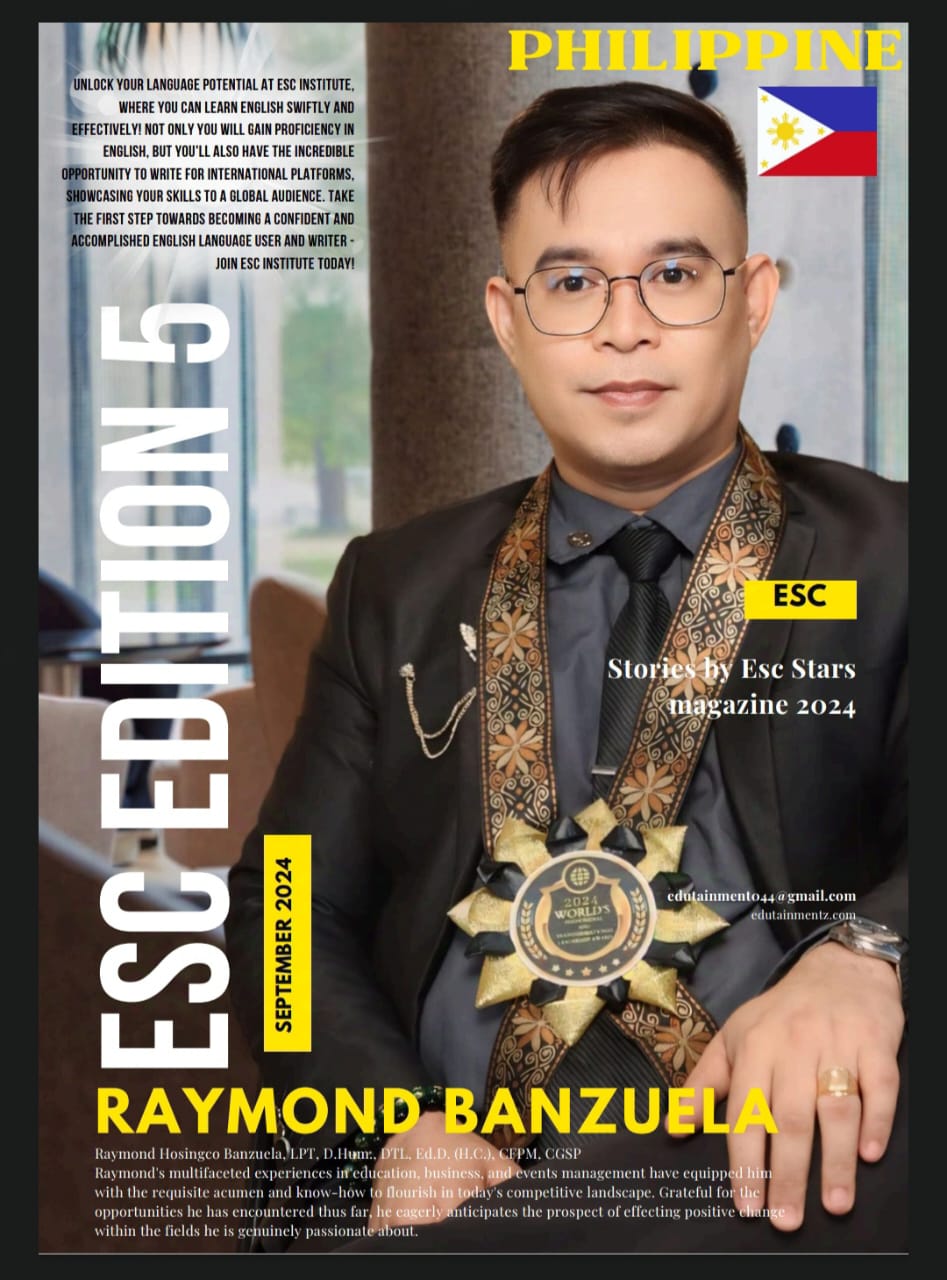 PHILIPPINE
UNLOCK YOUR LANGUAGE POTENTIAL AT ESC INSTITUTE,
WHERE YOU CAN LEARN ENGLISH SWIFTLY AND
EFFECTIVELY! NOT ONLY YOU WILL GAIN PROFICIENCY IN
ENGLISH, BUT YOU'LL ALSO HAVE THE INCREDIBLE
OPPORTUNITY TO WRITE FOR INTERNATIONAL PLATFORMS,
SHOWCASING YOUR SKILLS TO A GLOBAL AUDIENCE. TAKE
THE FIRST STEP TOWARDS BECOMING A CONFIDENT AND
ACCOMPLISHED ENGLISH LANGUAGE USER AND WRITER -
JOIN ESC INSTITUTE TODAY!
ESC EDITION 5
ESC
Stories by Esc Stars
magazine 2024
SEPTEMBER 2024
edutainment044@gmail.com
edutainmentz.com
2024
WORLD'S
RAYMOND BANZUELA
Raymond Hosingco Banzuela, LPT, D.Hum., DTL, Ed.D. (H.C.), CFPM, CGSP
Raymond's multifaceted experiences in education, business, and events management have equipped him
with the requisite acumen and know-how to flourish in today's competitive landscape. Grateful for the
opportunities he has encountered thus far, he eagerly anticipates the prospect of effecting positive change
within the fields he is genuinely passionate about.